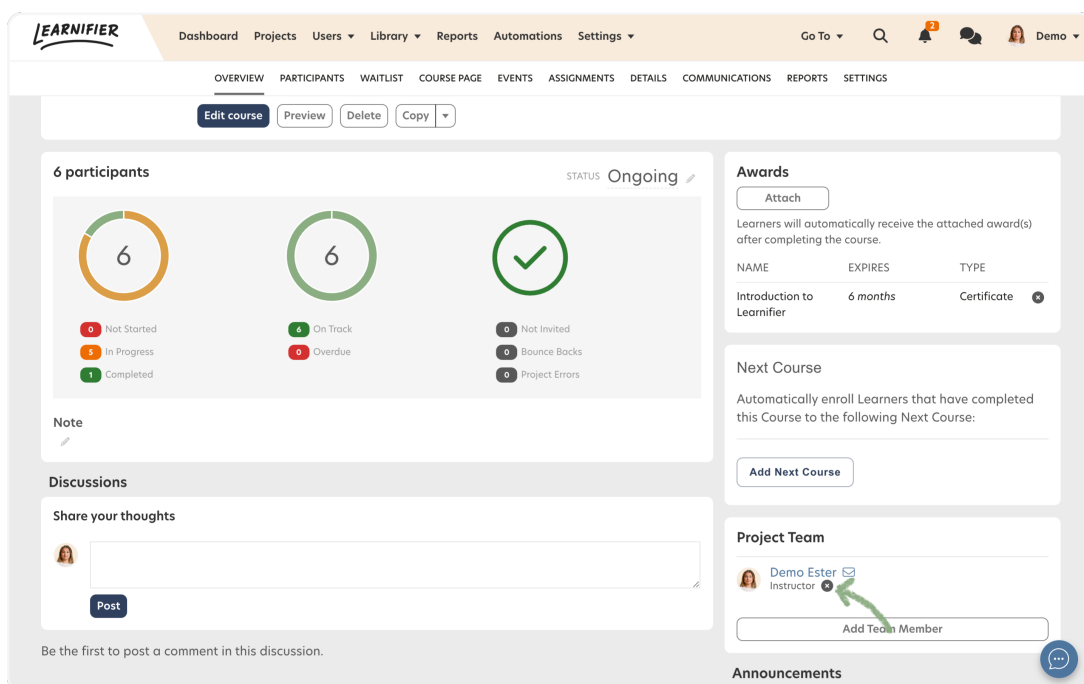 LEARNIFIER
Dashboard Projects Users Library Reports Automations Settings Go To 2 Demo
OVERVIEW PARTICIPANTS WAITLIST COURSE PAGE EVENTS ASSIGNMENTS DETAILS COMMUNICATIONS REPORTS SETTINGS
Edit course Preview Delete Copy
6 participants
STATUS Ongoing
6
6
0 Not Started
5 In Progress
1 Completed
6 On Track
0 Overdue
0 Not Invited
0 Bounce Backs
0 Project Errors
Note
Discussions
Share your thoughts
Post
Be the first to post a comment in this discussion.
Awards
Attach
Learners will automatically receive the attached award(s)
after completing the course.
NAME EXPIRES TYPE
Introduction to 6 months Certificate
Learnifier
Next Course
Automatically enroll Learners that have completed
this Course to the following Next Course:
Add Next Course
Project Team
Demo Ester
Instructor
Add Team Member
Announcements